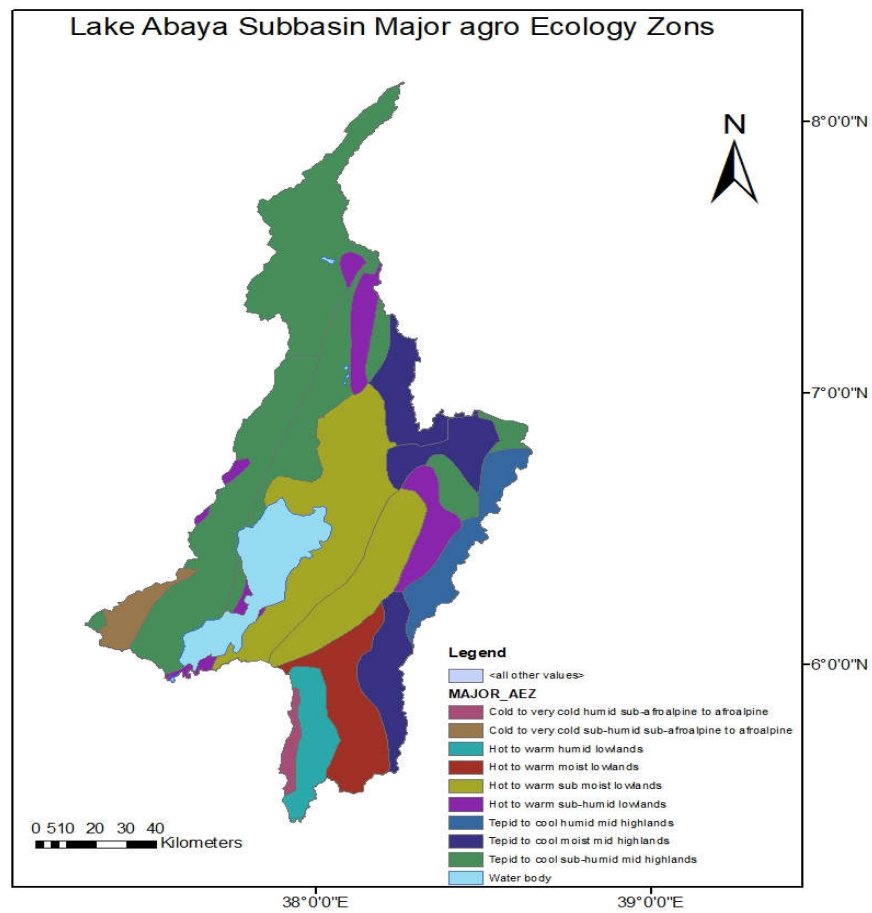 Lake Abaya Subbasin Major agro Ecology Zons
N
8°0'0"N
7°0'0"N
6°0'0"N
Legend
<all other values>
MAJOR_AEZ
Cold to very cold humid sub-afroalpine to afroalpine
Cold to very cold sub-humid sub-afroalpine to afroalpine
Hot to warm humid lowlands
Hot to warm moist lowlands
Hot to warm sub moist lowlands
Hot to warm sub-humid lowlands
Tepid to cool humid mid highlands
Tepid to cool moist mid highlands
Tepid to cool sub-humid mid highlands
Water body
0 510 20 30 40
Kilometers
38°0'0"E 39°0'0"E